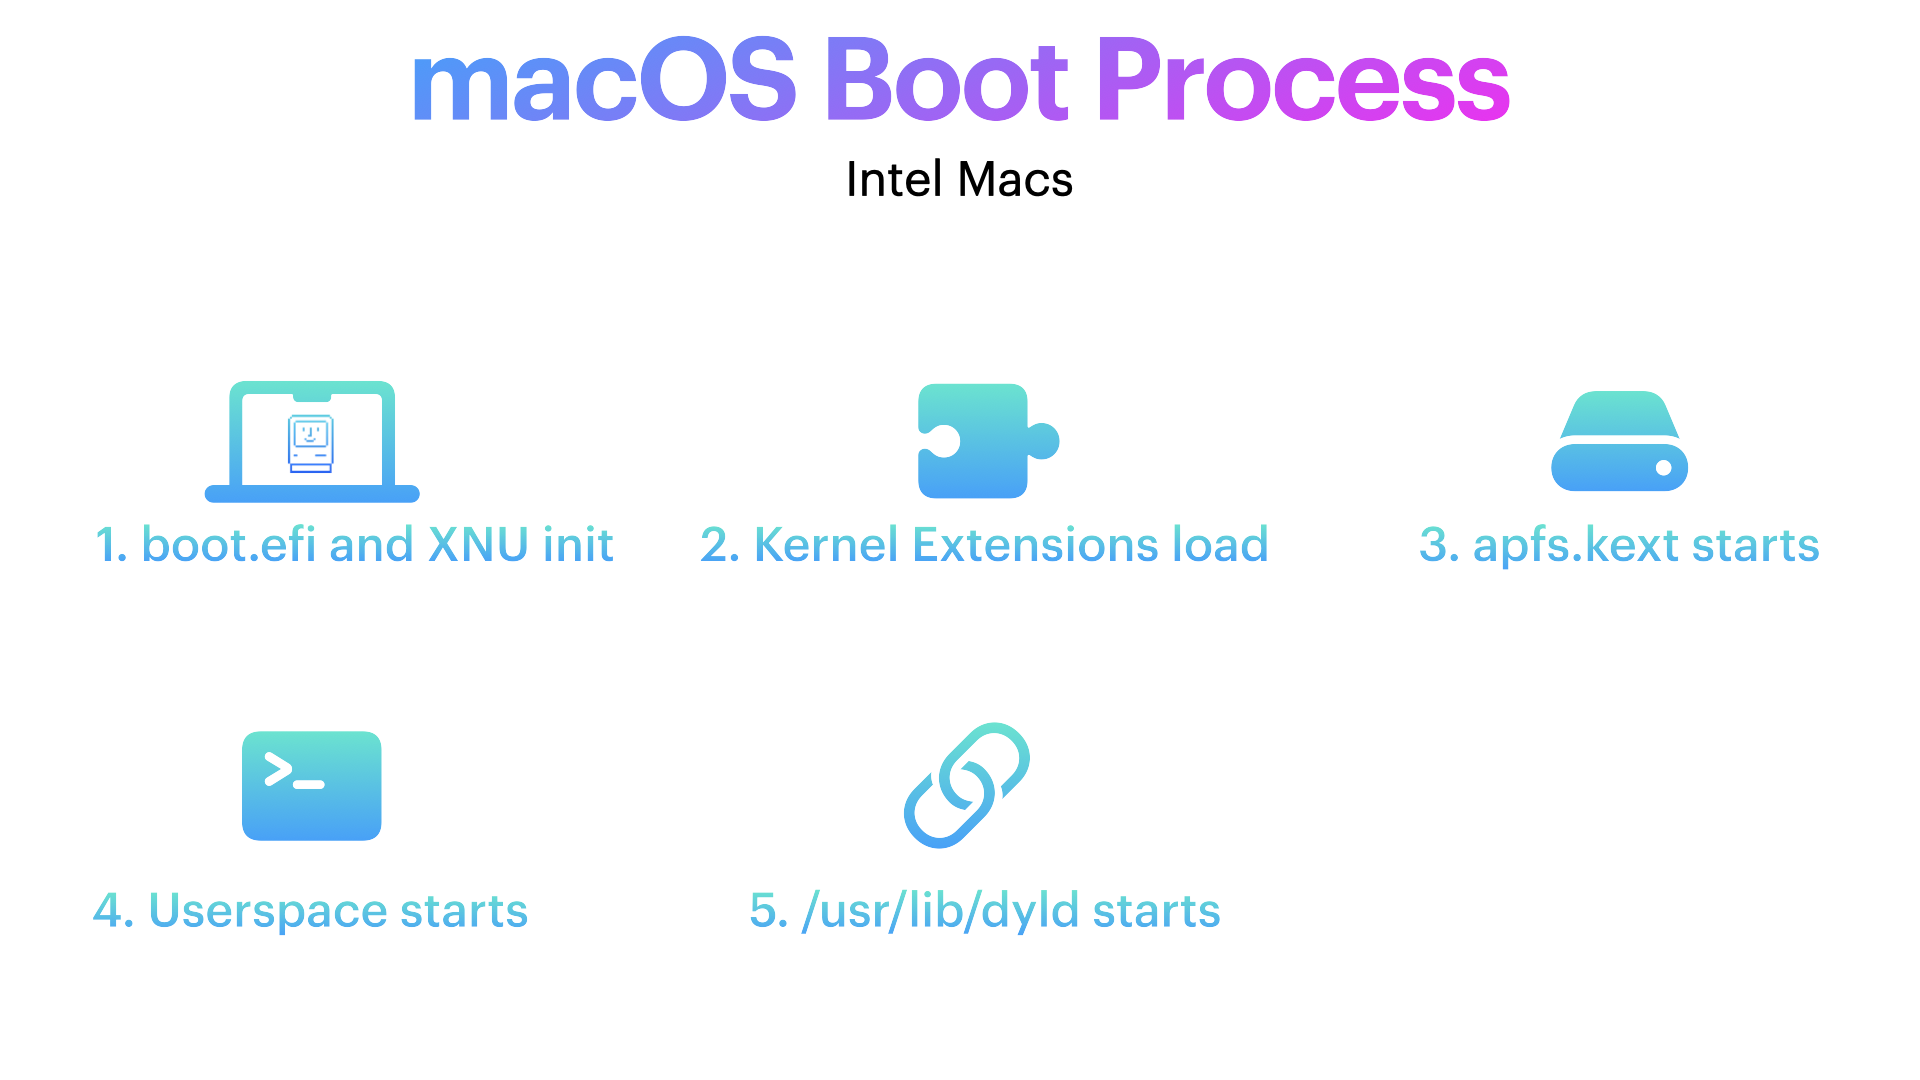 macOS Boot Process
Intel Macs
1. boot.efi and XNU init
2. Kernel Extensions load
3. apfs.kext starts
>_
4. Userspace starts
5. /usr/lib/dyld starts